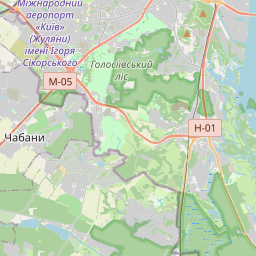 Міжнародний
аеропорт
«Київ»
(Жуляни)
імені Ігоря
Сікорського
Голосіївський
ліс
М-05
Н-01
Чабани